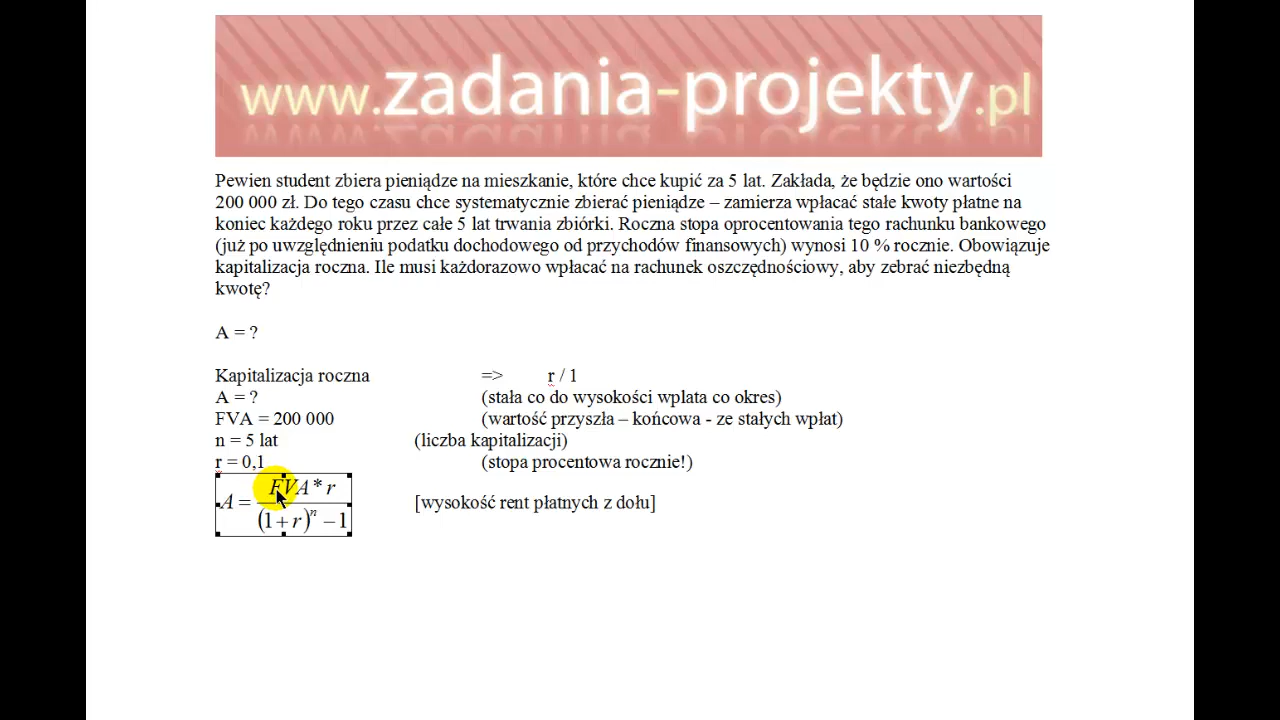 www.zadania-projekty.pl
Pewien student zbiera pieniądze na mieszkanie, które chce kupić za 5 lat. Zakłada, że będzie ono wartości
200 000 zł. Do tego czasu chce systematycznie zbierać pieniądze – zamierza wpłacać stałe kwoty płatne na
koniec każdego roku przez całe 5 lat trwania zbiórki. Roczna stopa oprocentowania tego rachunku bankowego
(już po uwzględnieniu podatku dochodowego od przychodów finansowych) wynosi 10 % rocznie. Obowiązuje
kapitalizacja roczna. Ile musi każdorazowo wpłacać na rachunek oszczędnościowy, aby zebrać niezbędną
kwotę?
A = ?
Kapitalizacja roczna => r / 1
A = ? (stała co do wysokości wplata co okres)
FVA = 200 000 (wartość przyszła – końcowa - ze stałych wpłat)
n = 5 lat (liczba kapitalizacji)
r = 0,1 (stopa procentowa rocznie!)
A = FVA * r / (1 + r)^n − 1 [wysokość rent płatnych z dołu]